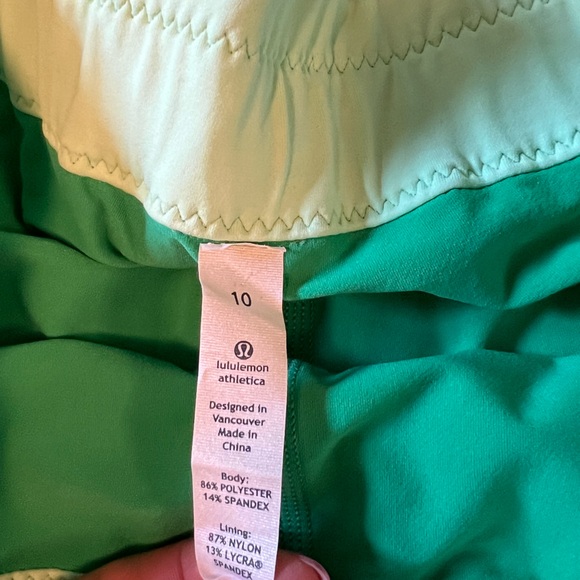 10
lululemon
athletica
Designed in
Vancouver
Made in
China
Body:
86% POLYESTER
14% SPANDEX
Lining:
87% NYLON
13% LYCRA®
SPANDEX